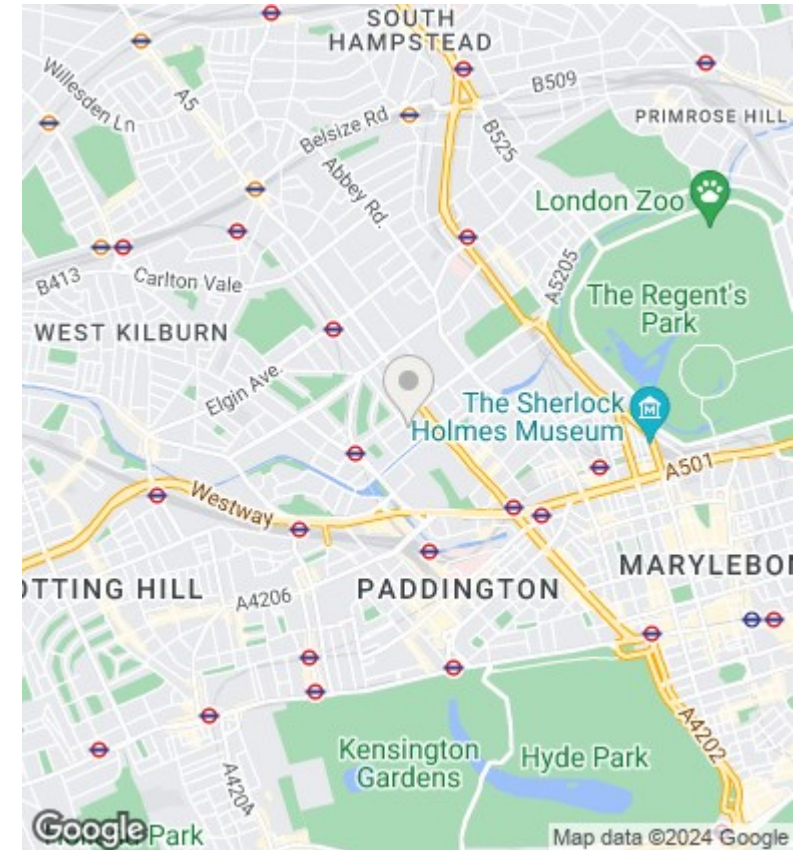 SOUTH
HAMPSTEAD
Willesden Ln
A5
B509
PRIMROSE HILL
Belsize Rd
B525
Abbey Rd.
London Zoo
A5205
B413
Carlton Vale
The Regent's
Park
WEST KILBURN
Elgin Ave.
The Sherlock
Holmes Museum
A501
Westway
OTTING HILL
A4206
PADDINGTON
MARYLEBON
A4202
Kensington
Gardens
Hyde Park
A4204
Google
Park
Map data ©2024 Google